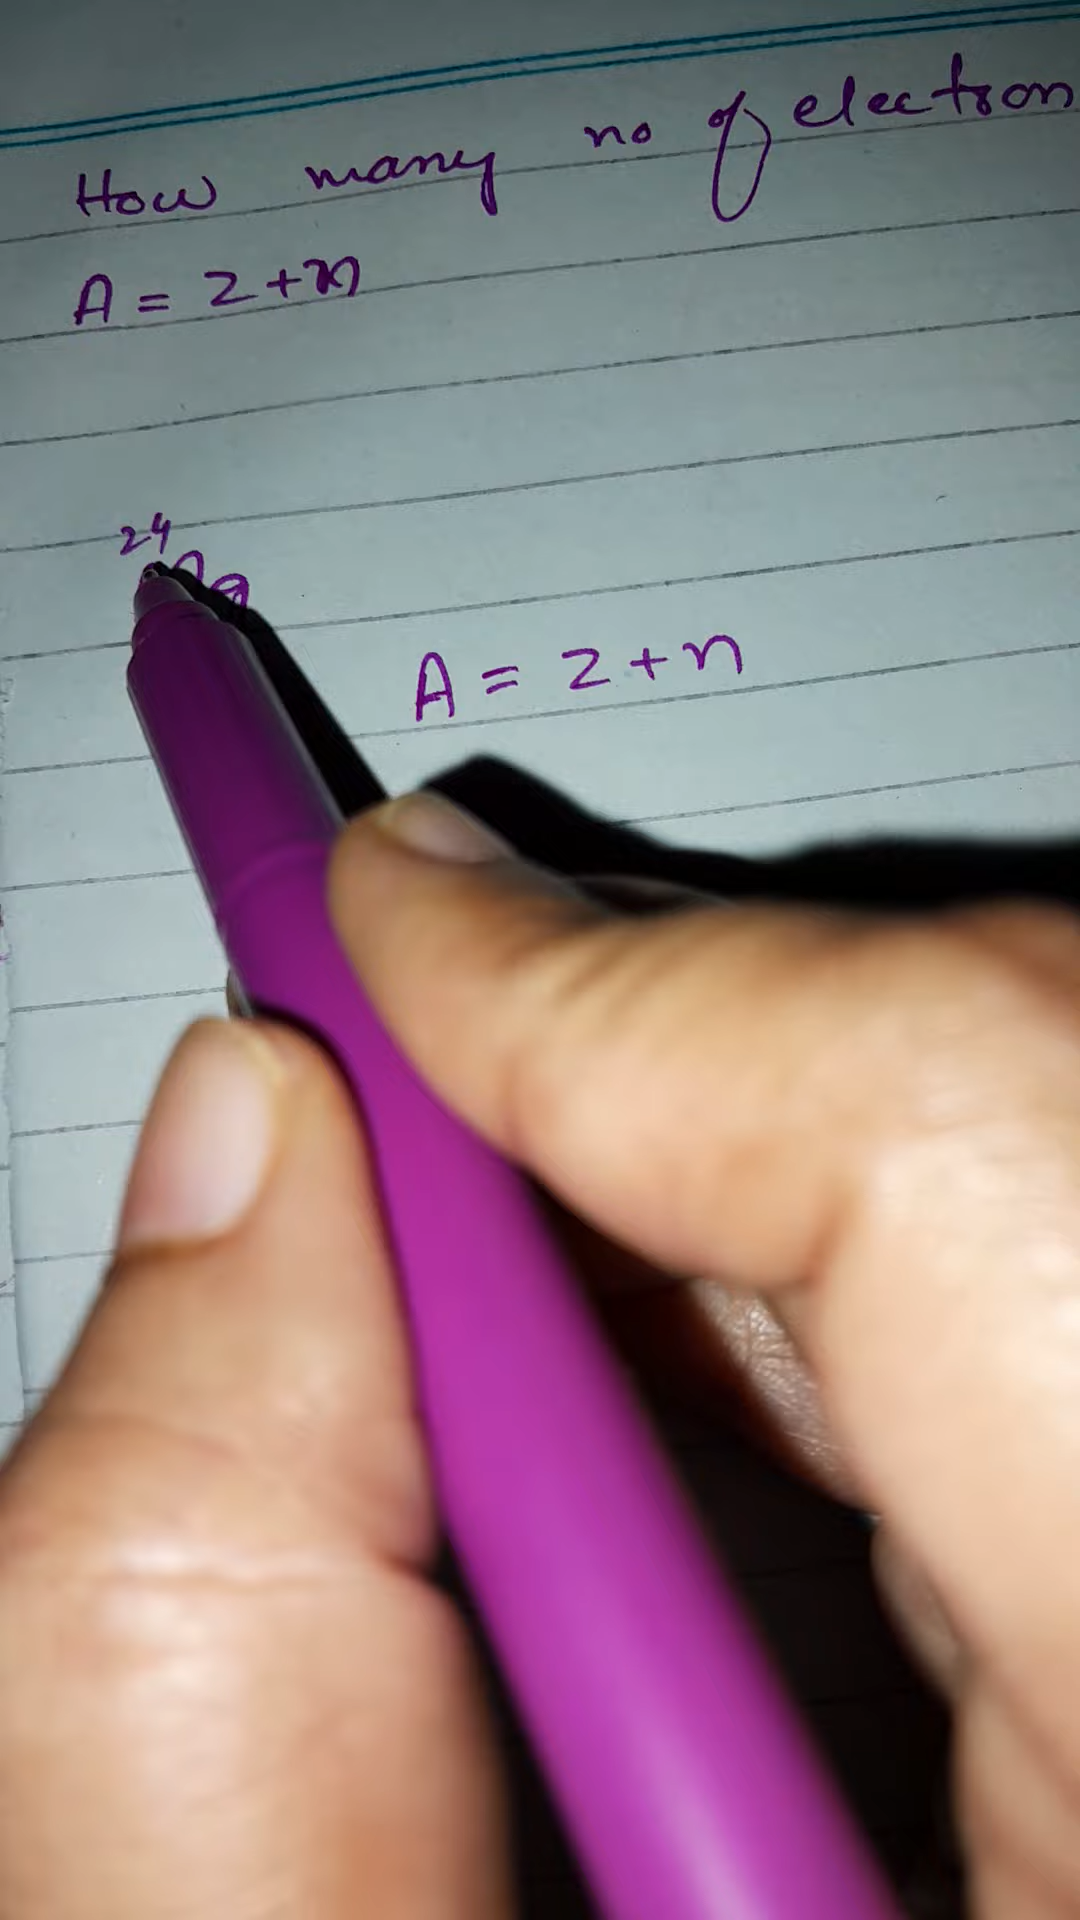 How many no of electron
A = Z + n
24
A = Z + n